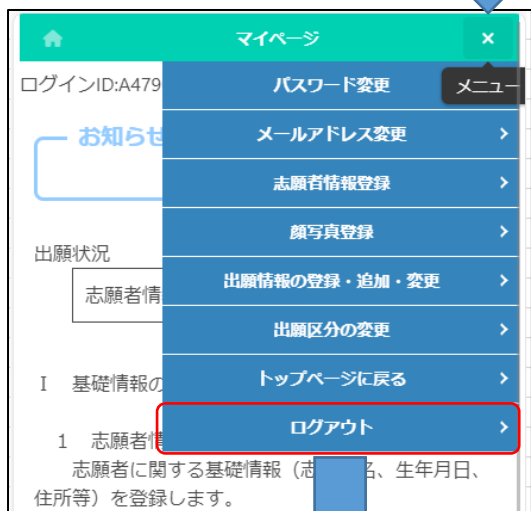 マイページ ×
ログインID:A479
パスワード変更
メニュー
お知らせ
メールアドレス変更
志願者情報登録
顔写真登録
出願状況
出願情報の登録・追加・変更
志願者情
出願区分の変更
トップページに戻る
Ⅰ 基礎情報の
ログアウト
1 志願者情
志願者に関する基礎情報（志 名、生年月日、
住所等）を登録します。